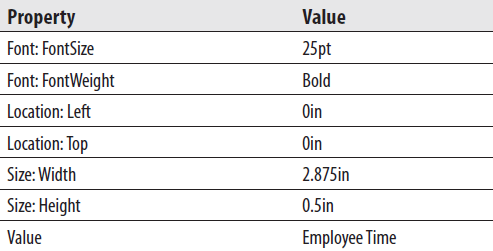 Property Value
Font: FontSize 25pt
Font: FontWeight Bold
Location: Left 0in
Location: Top 0in
Size: Width 2.875in
Size: Height 0.5in
Value Employee Time